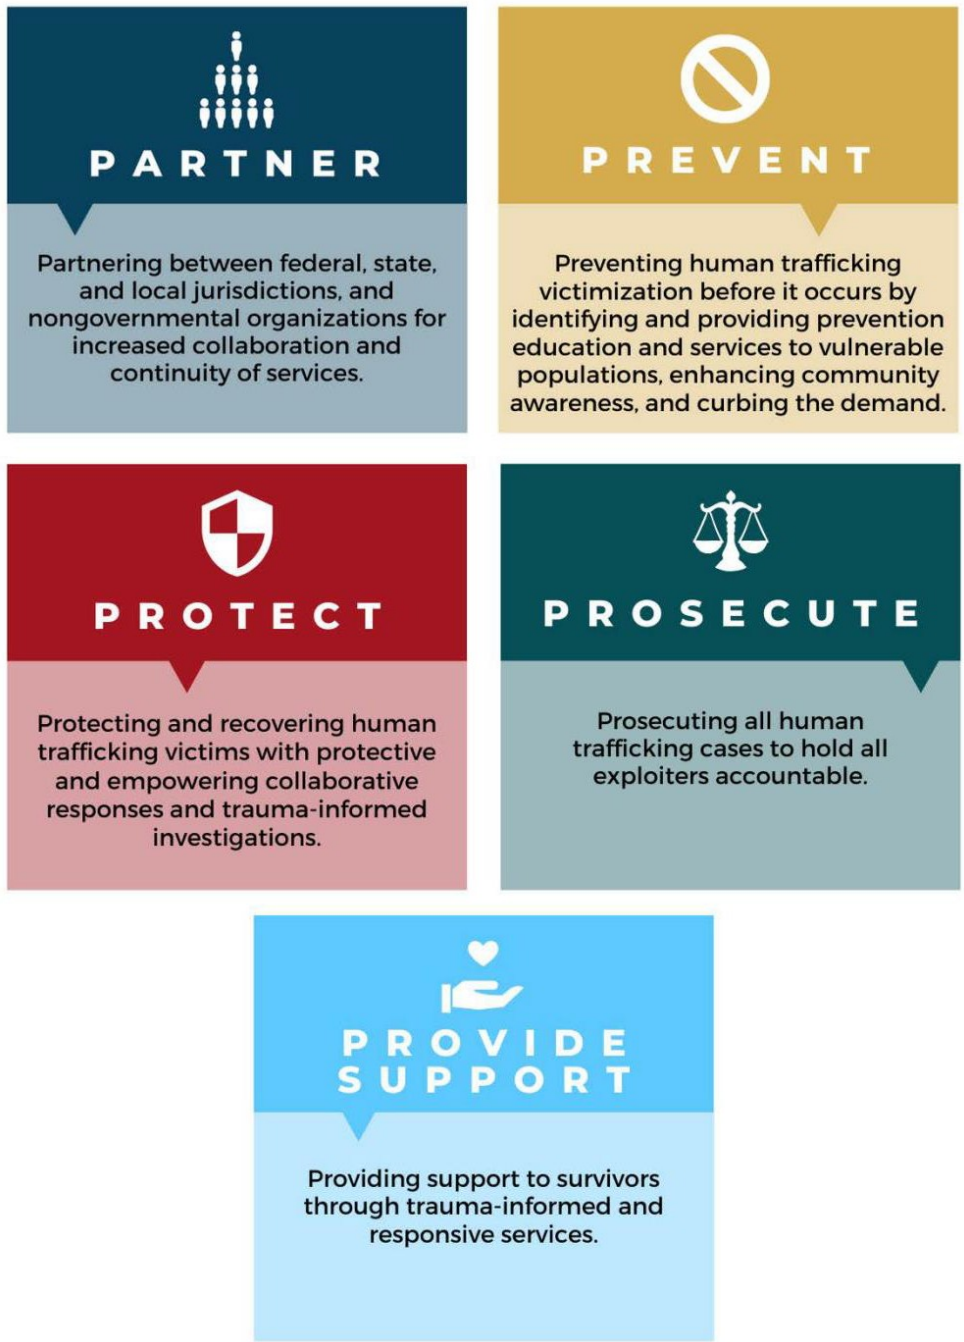 PARTNER
Partnering between federal, state,
and local jurisdictions, and
nongovernmental organizations for
increased collaboration and
continuity of services.
PREVENT
Preventing human trafficking
victimization before it occurs by
identifying and providing prevention
education and services to vulnerable
populations, enhancing community
awareness, and curbing the demand.
PROTECT
Protecting and recovering human
trafficking victims with protective
and empowering collaborative
responses and trauma-informed
investigations.
PROSECUTE
Prosecuting all human
trafficking cases to hold all
exploiters accountable.
PROVIDE
SUPPORT
Providing support to survivors
through trauma-informed and
responsive services.